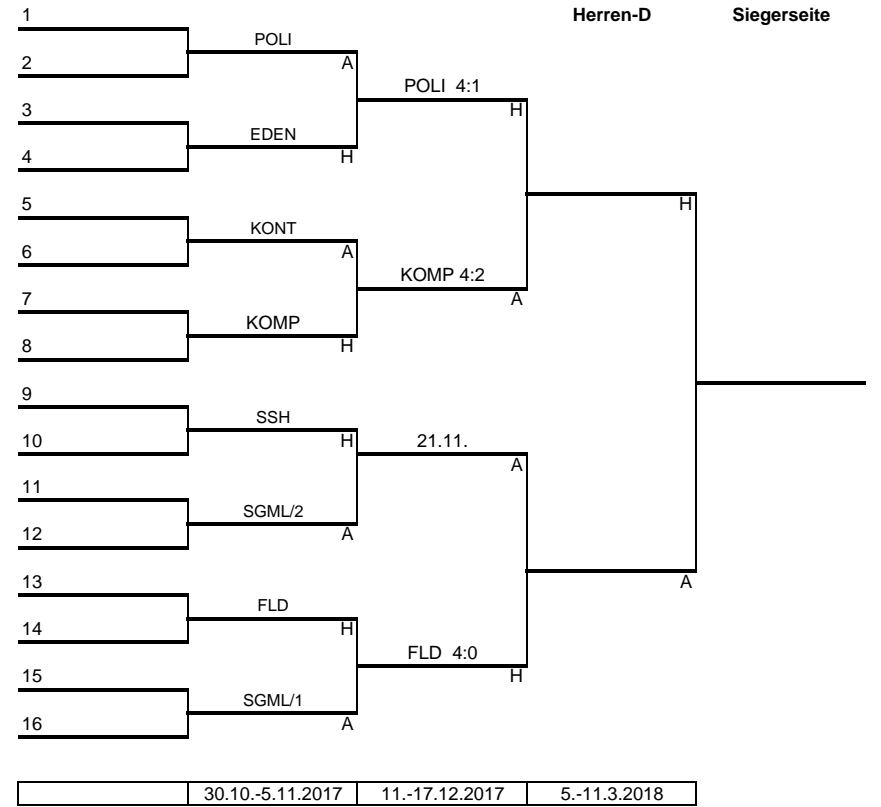 Herren-D Siegerseite
1
POLI
2 A
POLI 4:1
3 H
EDEN
4 H
5 H
KONT
6 A
KOMP 4:2
7 A
KOMP
8 H
9
SSH
10 H 21.11.
A
11
SGML/2
12 A
13 A
FLD
14 H
FLD 4:0
15 H
SGML/1
16 A
30.10.-5.11.2017 11.-17.12.2017 5.-11.3.2018